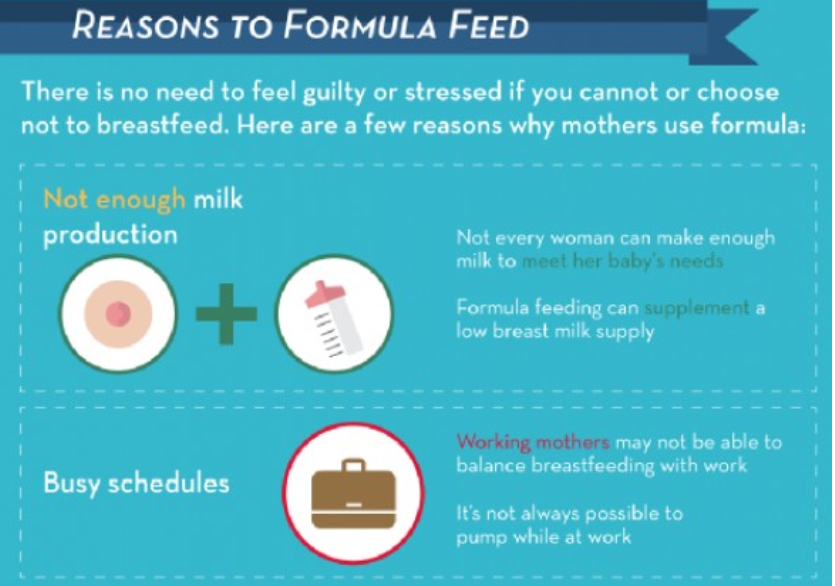 REASONS TO FORMULA FEED
There is no need to feel guilty or stressed if you cannot or choose
not to breastfeed. Here are a few reasons why mothers use formula:
Not enough milk
production
Not every woman can make enough
milk to meet her baby's needs
Formula feeding can supplement a
low breast milk supply
Busy schedules
Working mothers may not be able to
balance breastfeeding with work
It's not always possible to
pump while at work